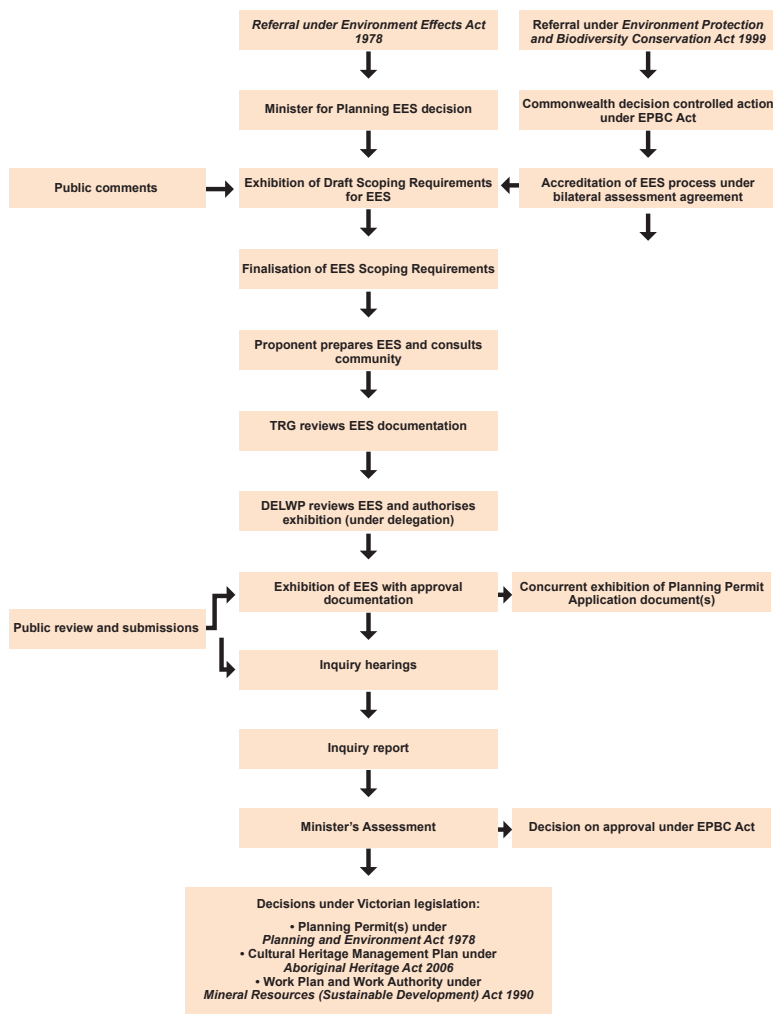 Referral under Environment Effects Act
1978
Referral under Environment Protection
and Biodiversity Conservation Act 1999
Minister for Planning EES decision
Commonwealth decision controlled action
under EPBC Act
Public comments
Exhibition of Draft Scoping Requirements
for EES
Accreditation of EES process under
bilateral assessment agreement
Finalisation of EES Scoping Requirements
Proponent prepares EES and consults
community
TRG reviews EES documentation
DELWP reviews EES and authorises
exhibition (under delegation)
Exhibition of EES with approval
documentation
Concurrent exhibition of Planning Permit
Application document(s)
Public review and submissions
Inquiry hearings
Inquiry report
Minister's Assessment
Decision on approval under EPBC Act
Decisions under Victorian legislation:
• Planning Permit(s) under
Planning and Environment Act 1978
• Cultural Heritage Management Plan under
Aboriginal Heritage Act 2006
• Work Plan and Work Authority under
Mineral Resources (Sustainable Development) Act 1990